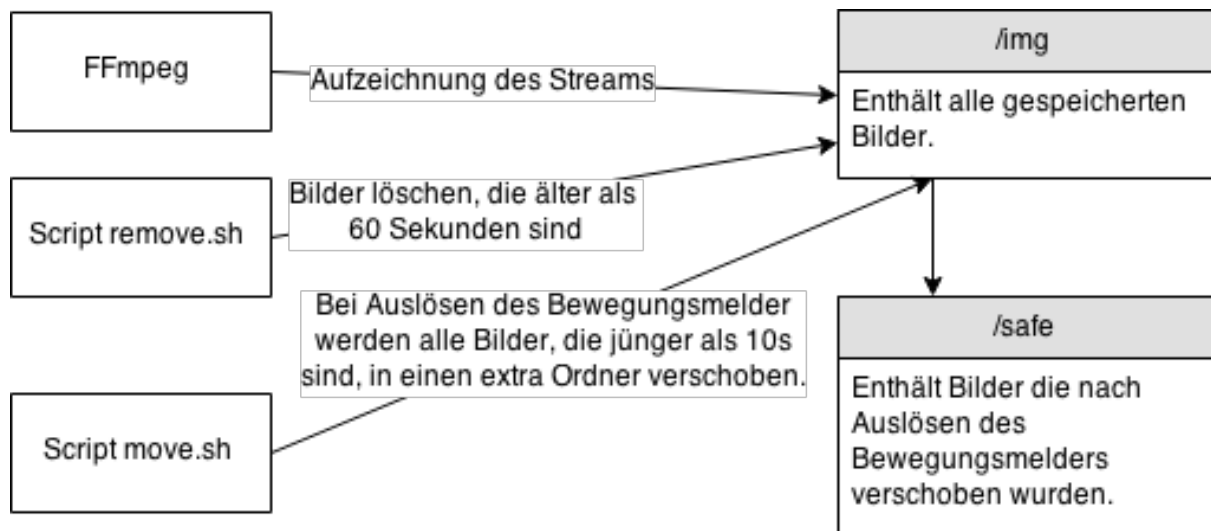 FFmpeg
Aufzeichnung des Streams
/img
Enthält alle gespeicherten
Bilder.
Script remove.sh
Bilder löschen, die älter als
60 Sekunden sind
Bei Auslösen des Bewegungsmelder
werden alle Bilder, die jünger als 10s
sind, in einen extra Ordner verschoben.
Script move.sh
/safe
Enthält Bilder die nach
Auslösen des
Bewegungsmelders
verschoben wurden.